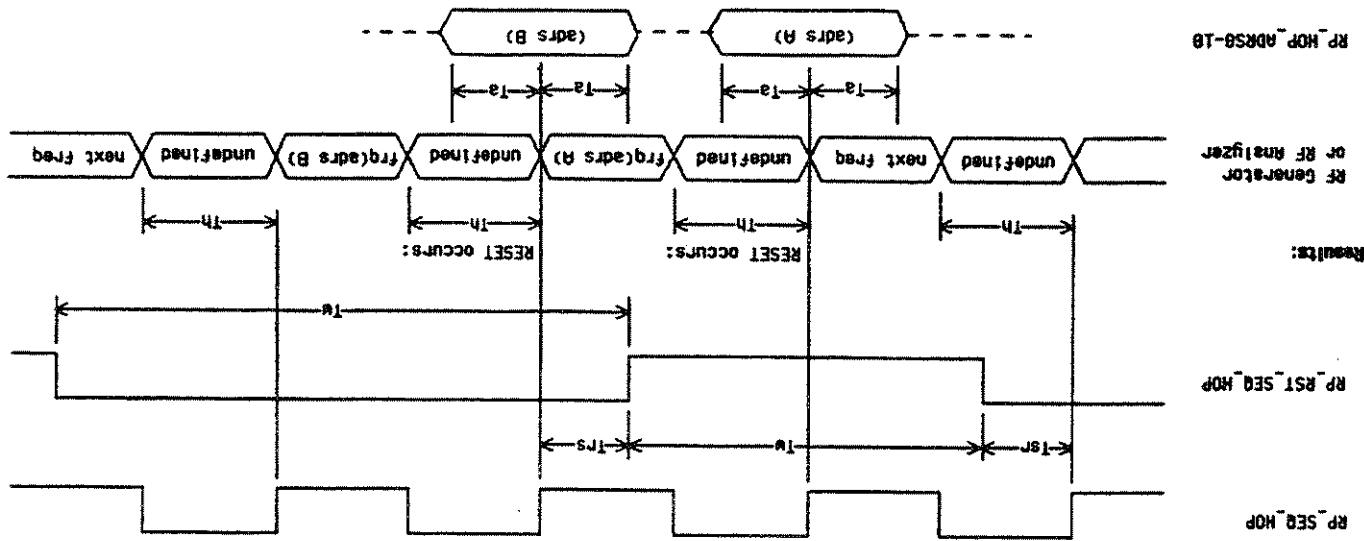 RP_SEQ_HOP
Tsr Tw Trs
RP_RST_SEQ_HOP
Tw
Results: RESET occurs: RESET occurs:
Th Th Th Th
RF Genarator
or RF Analyzer
undefined next freq undefined frq(adrs A) undefined frq(adrs B) undefined next freq
Ta Ta Ta Ta
RP_HOP_ADRS0-10 (adrs A) (adrs B)